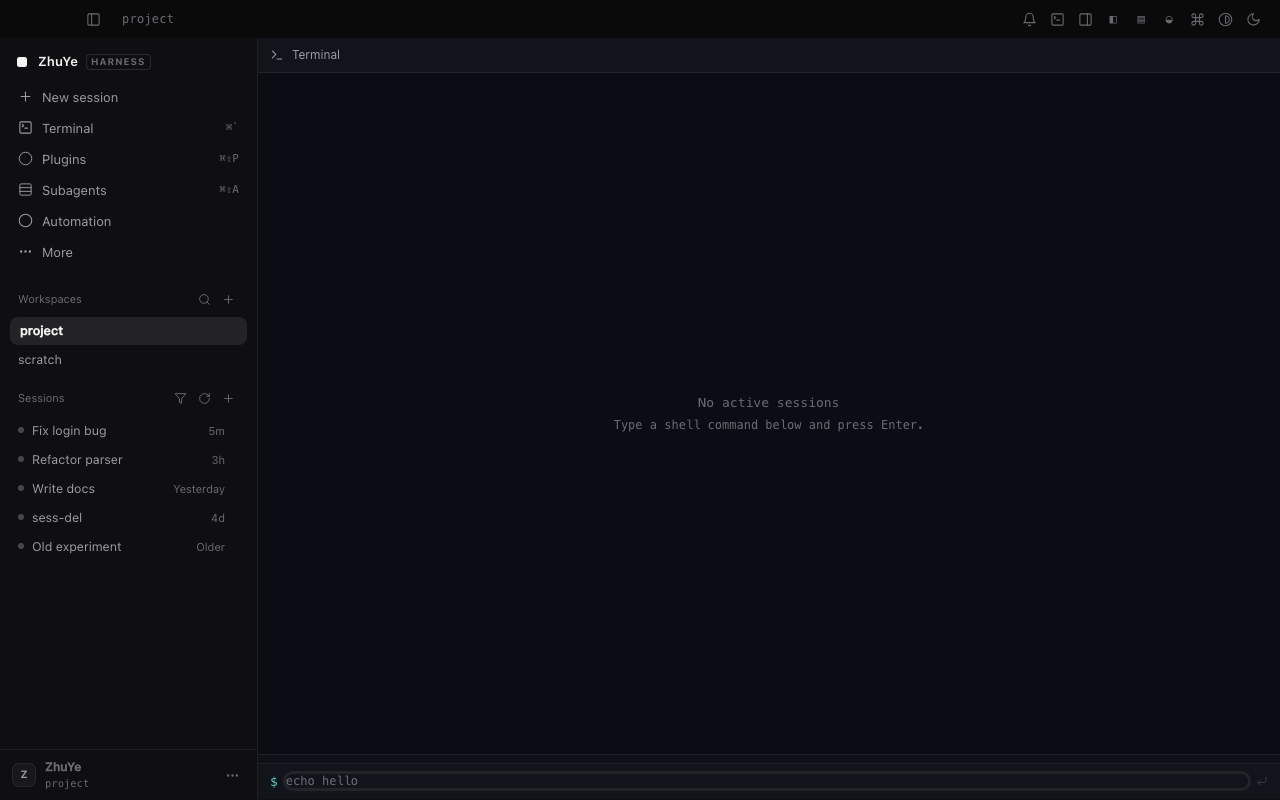 project
ZhuYe HARNESS
New session
Terminal ⌘`
Plugins ⌘⇧P
Subagents ⌘⇧A
Automation
More
Workspaces
project
scratch
Sessions
Fix login bug 5m
Refactor parser 3h
Write docs Yesterday
sess-del 4d
Old experiment Older
Z ZhuYe
project
Terminal
No active sessions
Type a shell command below and press Enter.
$ echo hello